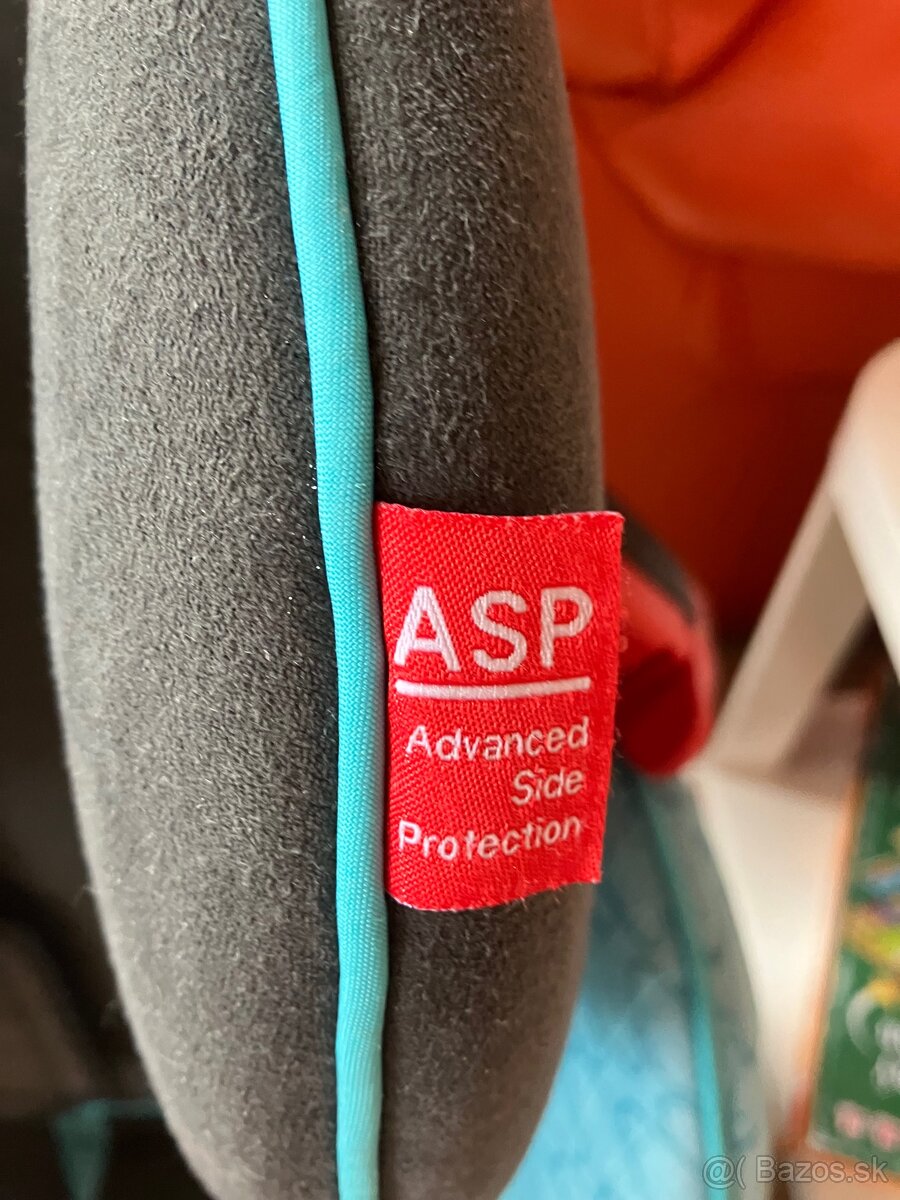 ASP
Advanced
Side
Protection
@( Bazos.sk